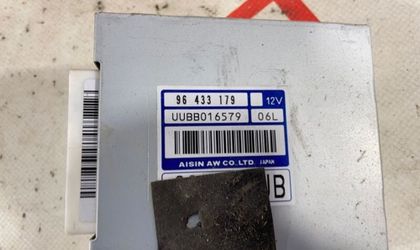 96 433 179 12V
UUBB016579 06L
AISIN AW CO.,LTD. JAPAN